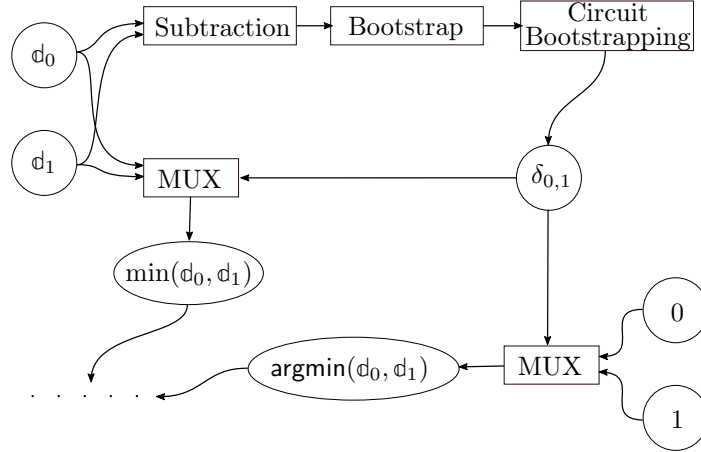 Subtraction
Bootstrap
Circuit
Bootstrapping
𝕕₀
𝕕₁
MUX
δ₀,₁
min(𝕕₀, 𝕕₁)
0
argmin(𝕕₀, 𝕕₁)
MUX
. . . . .
1